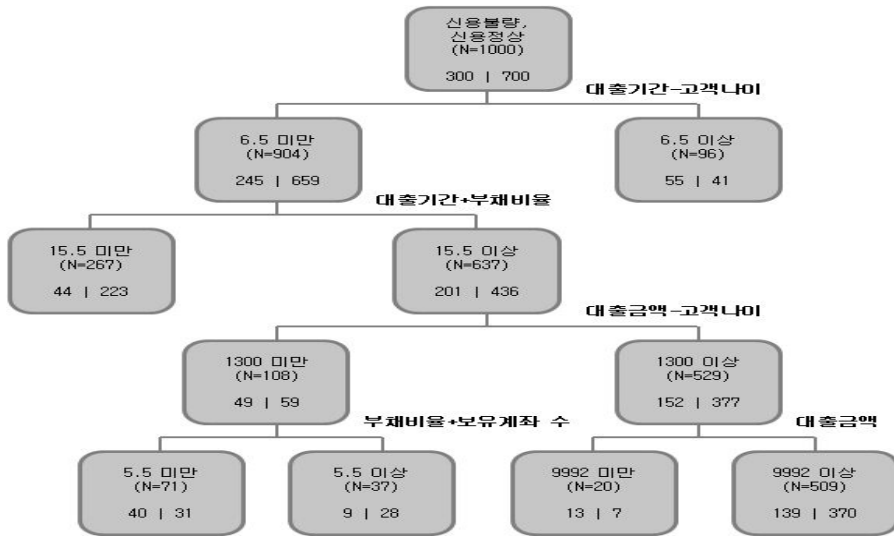 신용불량,
신용정상
(N=1000)
300 | 700
대출기간-고객나이
6.5 미만
(N=904)
245 | 659
6.5 이상
(N=96)
55 | 41
대출기간+부채비율
15.5 미만
(N=267)
44 | 223
15.5 이상
(N=637)
201 | 436
대출금액-고객나이
1300 미만
(N=108)
49 | 59
1300 이상
(N=529)
152 | 377
부채비율+보유계좌 수
대출금액
5.5 미만
(N=71)
40 | 31
5.5 이상
(N=37)
9 | 28
9992 미만
(N=20)
13 | 7
9992 이상
(N=509)
139 | 370